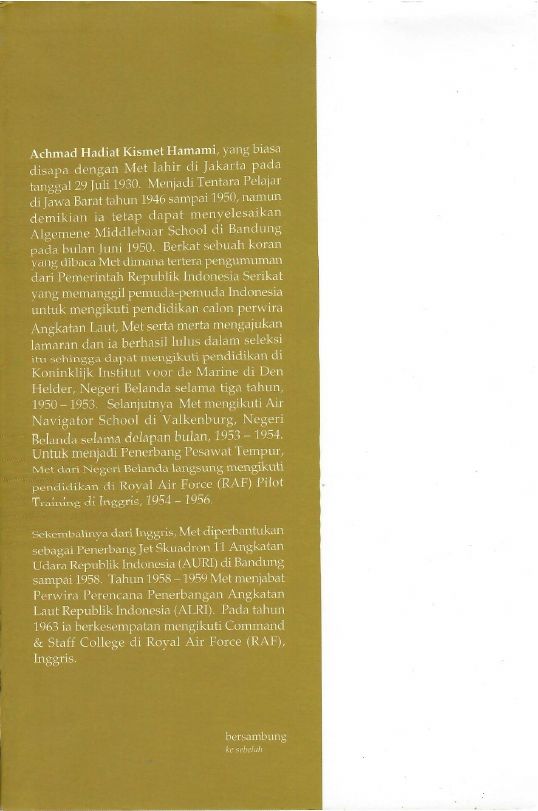 Achmad Hadiat Kismet Hamami, yang biasa
disapa dengan Met lahir di Jakarta pada
tanggal 29 Juli 1930. Menjadi Tentara Pelajar
di Jawa Barat tahun 1946 sampai 1950, namun
demikian ia tetap dapat menyelesaikan
Algemene Middlebaar School di Bandung
pada bulan Juni 1950. Berkat sebuah koran
yang dibaca Met dimana tertera pengumuman
dari Pemerintah Republik Indonesia Serikat
yang memanggil pemuda-pemuda Indonesia
untuk mengikuti pendidikan calon perwira
Angkatan Laut, Met serta merta mengajukan
lamaran dan ia berhasil lulus dalam seleksi
itu sehingga dapat mengikuti pendidikan di
Koninklijk Institut voor de Marine di Den
Helder, Negeri Belanda selama tiga tahun,
1950 – 1953. Selanjutnya Met mengikuti Air
Navigator School di Valkenburg, Negeri
Belanda selama delapan bulan, 1953 – 1954.
Untuk menjadi Penerbang Pesawat Tempur,
Met dari Negeri Belanda langsung mengikuti
pendidikan di Royal Air Force (RAF) Pilot
Training di Inggris, 1954 – 1956.
Sekembalinya dari Inggris, Met diperbantukan
sebagai Penerbang Jet Skuadron 11 Angkatan
Udara Republik Indonesia (AURI) di Bandung
sampai 1958. Tahun 1958 – 1959 Met menjabat
Perwira Perencana Penerbangan Angkatan
Laut Republik Indonesia (ALRI). Pada tahun
1963 ia berkesempatan mengikuti Command
& Staff College di Royal Air Force (RAF),
Inggris.
bersambung
ke sebelah